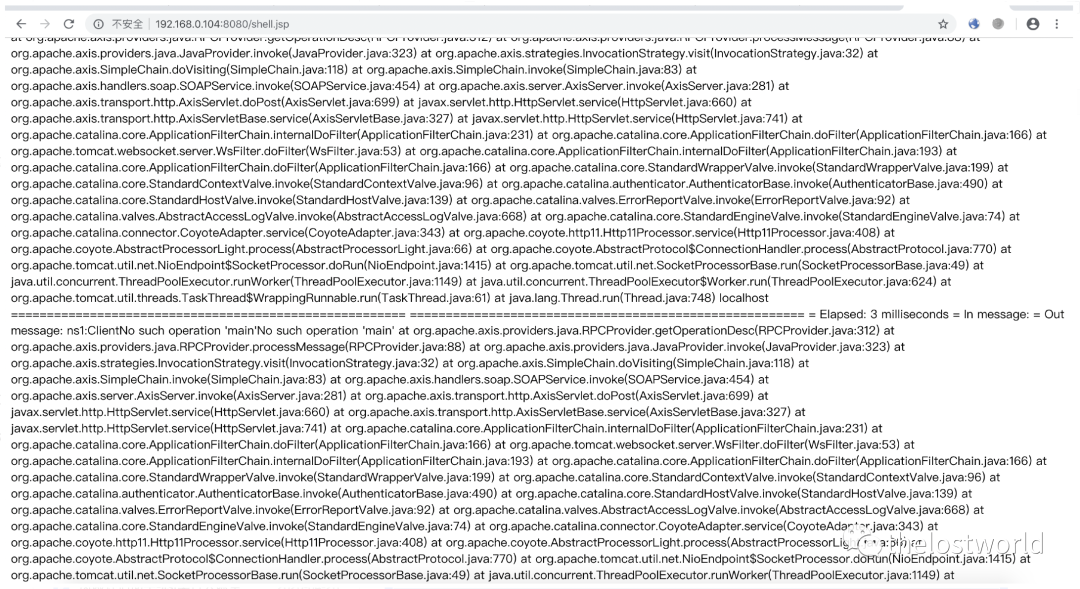 不安全 192.168.0.104:8080/shell.jsp
at org.apache.axis.providers.java.RPCProvider.getOperationDesc(RPCProvider.java:312) at org.apache.axis.providers.java.RPCProvider.processMessage(RPCProvider.java:88) at
org.apache.axis.providers.java.JavaProvider.invoke(JavaProvider.java:323) at org.apache.axis.strategies.InvocationStrategy.visit(InvocationStrategy.java:32) at
org.apache.axis.SimpleChain.doVisiting(SimpleChain.java:118) at org.apache.axis.SimpleChain.invoke(SimpleChain.java:83) at
org.apache.axis.handlers.soap.SOAPService.invoke(SOAPService.java:454) at org.apache.axis.server.AxisServer.invoke(AxisServer.java:281) at
org.apache.axis.transport.http.AxisServlet.doPost(AxisServlet.java:699) at javax.servlet.http.HttpServlet.service(HttpServlet.java:660) at
org.apache.axis.transport.http.AxisServletBase.service(AxisServletBase.java:327) at javax.servlet.http.HttpServlet.service(HttpServlet.java:741) at
org.apache.catalina.core.ApplicationFilterChain.internalDoFilter(ApplicationFilterChain.java:231) at org.apache.catalina.core.ApplicationFilterChain.doFilter(ApplicationFilterChain.java:166) at
org.apache.tomcat.websocket.server.WsFilter.doFilter(WsFilter.java:53) at org.apache.catalina.core.ApplicationFilterChain.internalDoFilter(ApplicationFilterChain.java:193) at
org.apache.catalina.core.ApplicationFilterChain.doFilter(ApplicationFilterChain.java:166) at org.apache.catalina.core.StandardWrapperValve.invoke(StandardWrapperValve.java:199) at
org.apache.catalina.core.StandardContextValve.invoke(StandardContextValve.java:96) at org.apache.catalina.authenticator.AuthenticatorBase.invoke(AuthenticatorBase.java:490) at
org.apache.catalina.core.StandardHostValve.invoke(StandardHostValve.java:139) at org.apache.catalina.valves.ErrorReportValve.invoke(ErrorReportValve.java:92) at
org.apache.catalina.valves.AbstractAccessLogValve.invoke(AbstractAccessLogValve.java:668) at org.apache.catalina.core.StandardEngineValve.invoke(StandardEngineValve.java:74) at
org.apache.catalina.connector.CoyoteAdapter.service(CoyoteAdapter.java:343) at org.apache.coyote.http11.Http11Processor.service(Http11Processor.java:408) at
org.apache.coyote.AbstractProcessorLight.process(AbstractProcessorLight.java:66) at org.apache.coyote.AbstractProtocol$ConnectionHandler.process(AbstractProtocol.java:770) at
org.apache.tomcat.util.net.NioEndpoint$SocketProcessor.doRun(NioEndpoint.java:1415) at org.apache.tomcat.util.net.SocketProcessorBase.run(SocketProcessorBase.java:49) at
java.util.concurrent.ThreadPoolExecutor.runWorker(ThreadPoolExecutor.java:1149) at java.util.concurrent.ThreadPoolExecutor$Worker.run(ThreadPoolExecutor.java:624) at
org.apache.tomcat.util.threads.TaskThread$WrappingRunnable.run(TaskThread.java:61) at java.lang.Thread.run(Thread.java:748) localhost
======================================================= ======================================================= = Elapsed: 3 milliseconds = In message: = Out
message: ns1:ClientNo such operation 'main'No such operation 'main' at org.apache.axis.providers.java.RPCProvider.getOperationDesc(RPCProvider.java:312) at
org.apache.axis.providers.java.RPCProvider.processMessage(RPCProvider.java:88) at org.apache.axis.providers.java.JavaProvider.invoke(JavaProvider.java:323) at
org.apache.axis.strategies.InvocationStrategy.visit(InvocationStrategy.java:32) at org.apache.axis.SimpleChain.doVisiting(SimpleChain.java:118) at
org.apache.axis.SimpleChain.invoke(SimpleChain.java:83) at org.apache.axis.handlers.soap.SOAPService.invoke(SOAPService.java:454) at
org.apache.axis.server.AxisServer.invoke(AxisServer.java:281) at org.apache.axis.transport.http.AxisServlet.doPost(AxisServlet.java:699) at
javax.servlet.http.HttpServlet.service(HttpServlet.java:660) at org.apache.axis.transport.http.AxisServletBase.service(AxisServletBase.java:327) at
javax.servlet.http.HttpServlet.service(HttpServlet.java:741) at org.apache.catalina.core.ApplicationFilterChain.internalDoFilter(ApplicationFilterChain.java:231) at
org.apache.catalina.core.ApplicationFilterChain.doFilter(ApplicationFilterChain.java:166) at org.apache.tomcat.websocket.server.WsFilter.doFilter(WsFilter.java:53) at
org.apache.catalina.core.ApplicationFilterChain.internalDoFilter(ApplicationFilterChain.java:193) at org.apache.catalina.core.ApplicationFilterChain.doFilter(ApplicationFilterChain.java:166) at
org.apache.catalina.core.StandardWrapperValve.invoke(StandardWrapperValve.java:199) at org.apache.catalina.core.StandardContextValve.invoke(StandardContextValve.java:96) at
org.apache.catalina.authenticator.AuthenticatorBase.invoke(AuthenticatorBase.java:490) at org.apache.catalina.core.StandardHostValve.invoke(StandardHostValve.java:139) at
org.apache.catalina.valves.ErrorReportValve.invoke(ErrorReportValve.java:92) at org.apache.catalina.valves.AbstractAccessLogValve.invoke(AbstractAccessLogValve.java:668) at
org.apache.catalina.core.StandardEngineValve.invoke(StandardEngineValve.java:74) at org.apache.catalina.connector.CoyoteAdapter.service(CoyoteAdapter.java:343) at
org.apache.coyote.http11.Http11Processor.service(Http11Processor.java:408) at org.apache.coyote.AbstractProcessorLight.process(AbstractProcessorLight
thelostworld
org.apache.coyote.AbstractProtocol$ConnectionHandler.process(AbstractProtocol.java:770) at org.apache.tomcat.util.net.NioEndpoint$SocketProcessor.doRun(NioEndpoint.java:1415) at
org.apache.tomcat.util.net.SocketProcessorBase.run(SocketProcessorBase.java:49) at java.util.concurrent.ThreadPoolExecutor.runWorker(ThreadPoolExecutor.java:1149) at